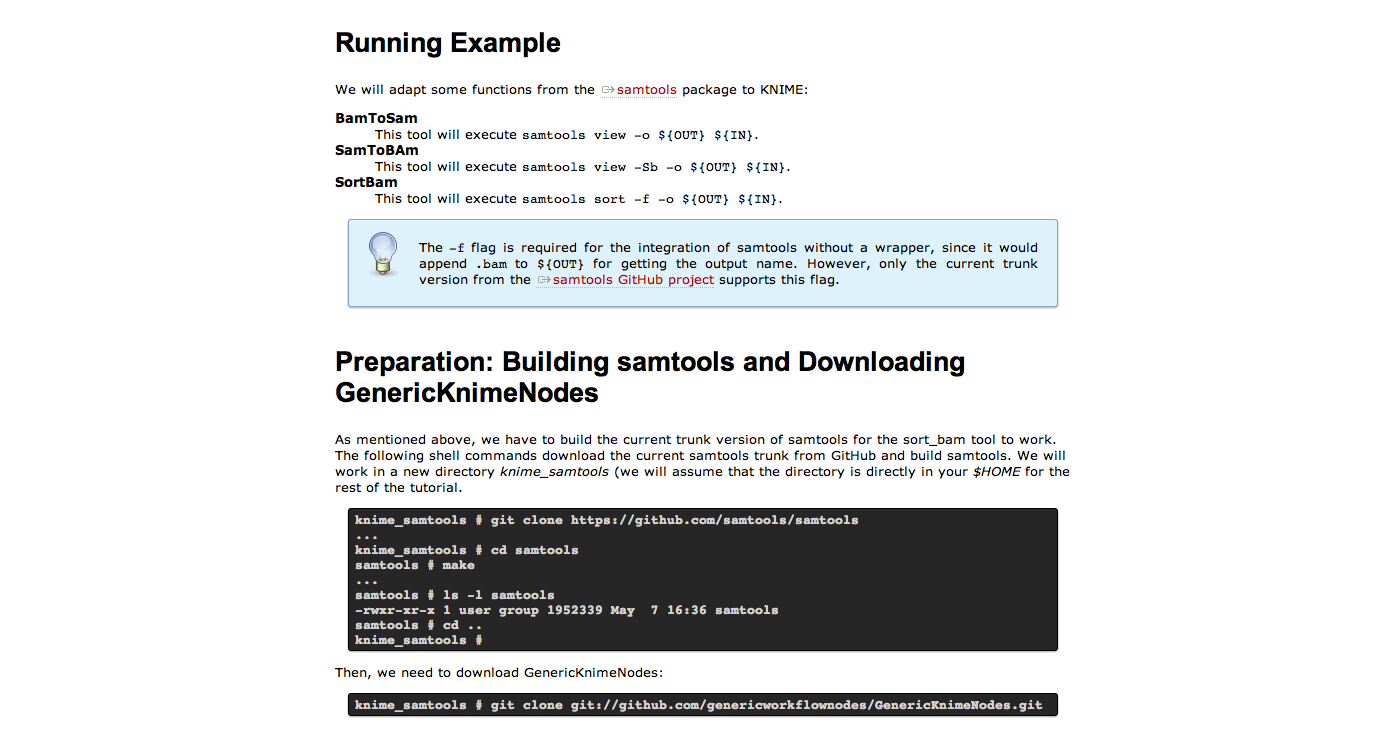 Running Example
We will adapt some functions from the samtools package to KNIME:
BamToSam
This tool will execute samtools view -o ${OUT} ${IN}.
SamToBAm
This tool will execute samtools view -Sb -o ${OUT} ${IN}.
SortBam
This tool will execute samtools sort -f -o ${OUT} ${IN}.
The -f flag is required for the integration of samtools without a wrapper, since it would
append .bam to ${OUT} for getting the output name. However, only the current trunk
version from the samtools GitHub project supports this flag.
Preparation: Building samtools and Downloading
GenericKnimeNodes
As mentioned above, we have to build the current trunk version of samtools for the sort_bam tool to work.
The following shell commands download the current samtools trunk from GitHub and build samtools. We will
work in a new directory knime_samtools (we will assume that the directory is directly in your $HOME for the
rest of the tutorial.
knime_samtools # git clone https://github.com/samtools/samtools
...
knime_samtools # cd samtools
samtools # make
...
samtools # ls -l samtools
-rwxr-xr-x 1 user group 1952339 May  7 16:36 samtools
samtools # cd ..
knime_samtools #
Then, we need to download GenericKnimeNodes:
knime_samtools # git clone git://github.com/genericworkflownodes/GenericKnimeNodes.git